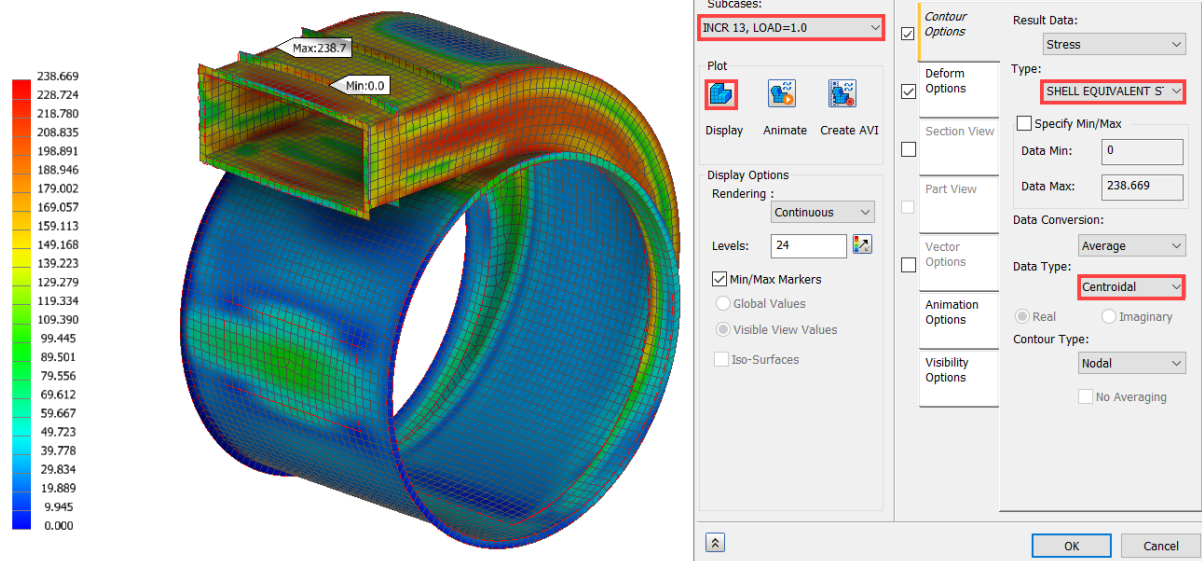 Max:238.7
Min:0.0
238.669
228.724
218.780
208.835
198.891
188.946
179.002
169.057
159.113
149.168
139.223
129.279
119.334
109.390
99.445
89.501
79.556
69.612
59.667
49.723
39.778
29.834
19.889
9.945
0.000
Subcases:
INCR 13, LOAD=1.0
Plot
Display Animate Create AVI
Display Options
Rendering :
Continuous
Levels: 24
Min/Max Markers
Global Values
Visible View Values
Iso-Surfaces
Contour
Options
Deform
Options
Section View
Part View
Vector
Options
Animation
Options
Visibility
Options
Result Data:
Stress
Type:
SHELL EQUIVALENT ST
Specify Min/Max
Data Min: 0
Data Max: 238.669
Data Conversion:
Average
Data Type:
Centroidal
Real Imaginary
Contour Type:
Nodal
No Averaging
OK Cancel